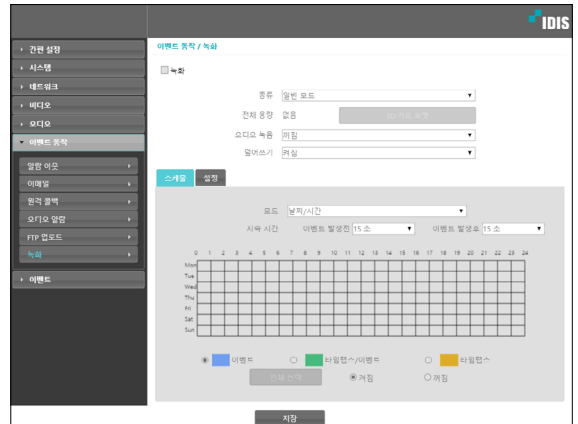 IDIS
간편 설정
시스템
네트워크
비디오
오디오
이벤트 동작
알람 아웃
이메일
원격 콜백
오디오 알람
FTP 업로드
녹화
이벤트
이벤트 동작 / 녹화
녹화
종류 일반 모드
전체 용량 없음 SD 카드 포맷
오디오 녹음 꺼짐
덮어쓰기 켜짐
스케줄 설정
모드 날짜/시간
지속 시간 이벤트 발생전 15 초 이벤트 발생후 15 초
0 1 2 3 4 5 6 7 8 9 10 11 12 13 14 15 16 17 18 19 20 21 22 23 24
Mon
Tue
Wed
Thu
Fri
Sat
Sun
이벤트 타임랩스/이벤트 타임랩스
전체 선택 켜짐 꺼짐
저장